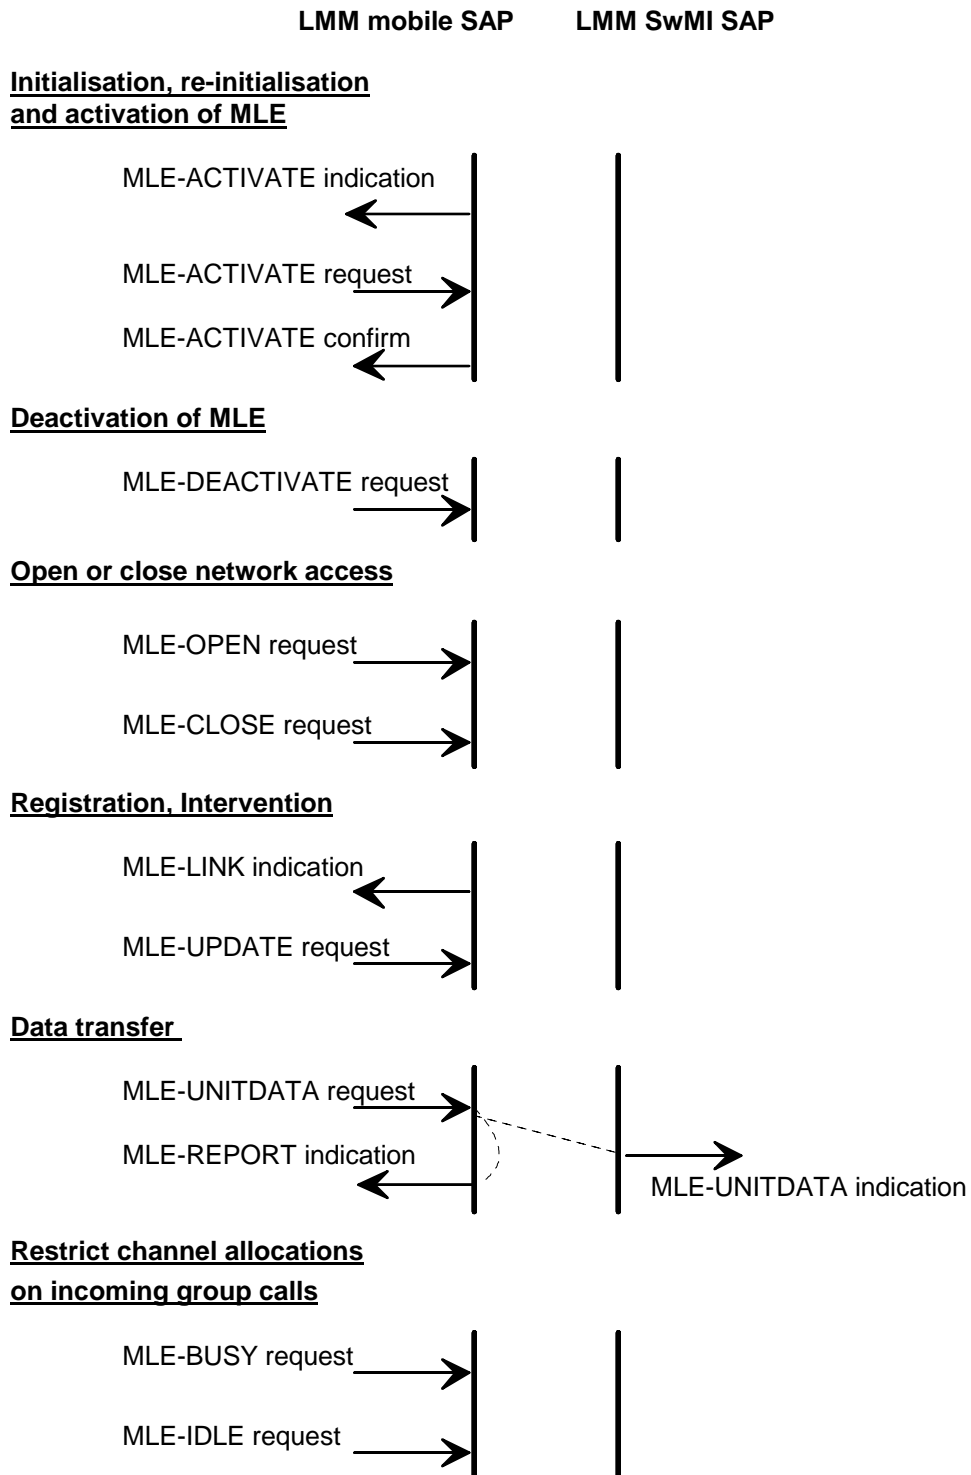 LMM mobile SAP LMM SwMI SAP
Initialisation, re-initialisation
and activation of MLE
MLE-ACTIVATE indication
MLE-ACTIVATE request
MLE-ACTIVATE confirm
Deactivation of MLE
MLE-DEACTIVATE request
Open or close network access
MLE-OPEN request
MLE-CLOSE request
Registration, Intervention
MLE-LINK indication
MLE-UPDATE request
Data transfer
MLE-UNITDATA request
MLE-REPORT indication
MLE-UNITDATA indication
Restrict channel allocations
on incoming group calls
MLE-BUSY request
MLE-IDLE request